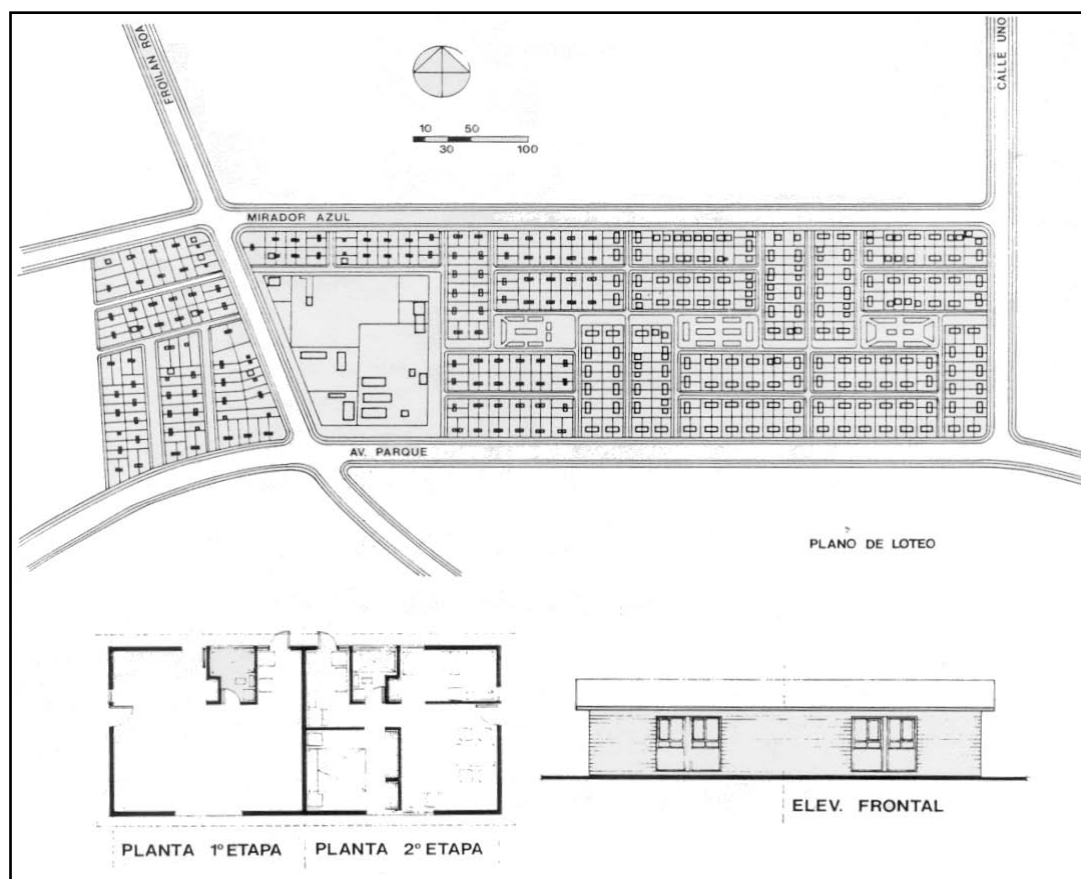 FROILAN ROA
CALLE UNO
10 50
30 100
MIRADOR AZUL
AV. PARQUE
PLANO DE LOTEO
PLANTA 1º ETAPA
PLANTA 2º ETAPA
ELEV. FRONTAL